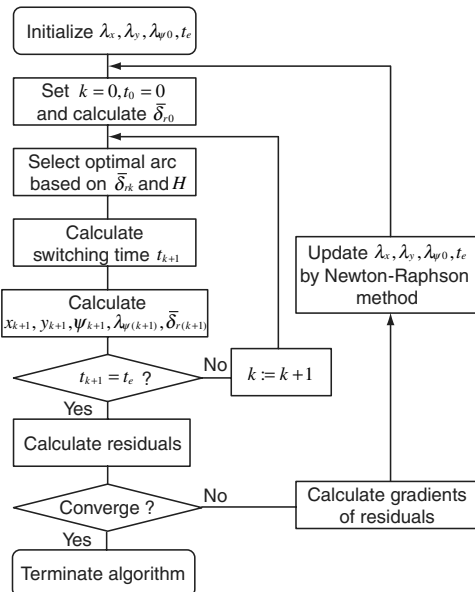 Initialize λx, λy, λψ0, te
Set k = 0, t0 = 0
and calculate δ̄r0
Select optimal arc
based on δ̄rk and H
Calculate
switching time tk+1
Calculate
xk+1, yk+1, ψk+1, λψ(k+1), δ̄r(k+1)
tk+1 = te ?
No
k := k+1
Yes
Calculate residuals
Converge ?
No
Calculate gradients
of residuals
Update λx, λy, λψ0, te
by Newton-Raphson
method
Yes
Terminate algorithm